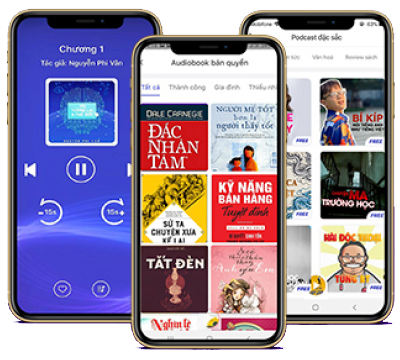 Chương 1
Tác giả: Nguyễn Phi Vân
15s
15s
Audiobook bản quyền
Tất cả
Thành công
Gia đình
Thiếu nhi
DALE CARNEGIE
ĐẮC
NHÂN
TÂM
NGƯỜI MẸ TỐT
hơn là
người thầy tốt
SỬ TA
CHUYỆN XƯA
KỂ LẠI
KỸ NĂNG
BÁN HÀNG
Tuyệt đỉnh
TẮT ĐÈN
Nghìn lẻ
Podcast đặc sắc
tức
Văn hoá
Review sách
BÍ KÍP
FREE
FREE
TRƯỜNG HỌC
FREE
HÀI ĐỘC THOẠI
FREE